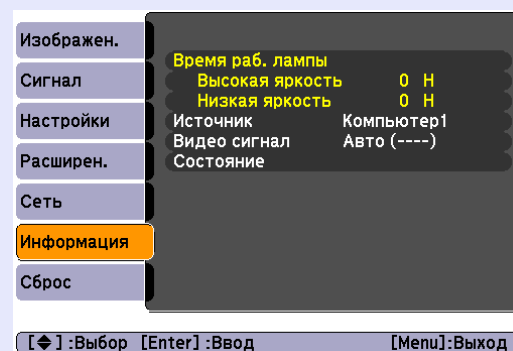 Изображен.
Сигнал
Настройки
Расширен.
Сеть
Информация
Сброс
Время раб. лампы
Высокая яркость 0 H
Низкая яркость 0 H
Источник Компьютер1
Видео сигнал Авто (----)
Состояние
[◆] :Выбор [Enter] :Ввод [Menu]:Выход